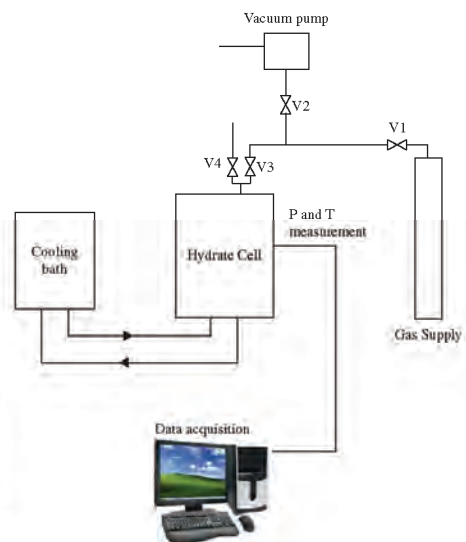 Vacuum pump
V2
V1
V4
V3
P and T
measurement
Cooling
bath
Hydrate Cell
Gas Supply
Data acquisition